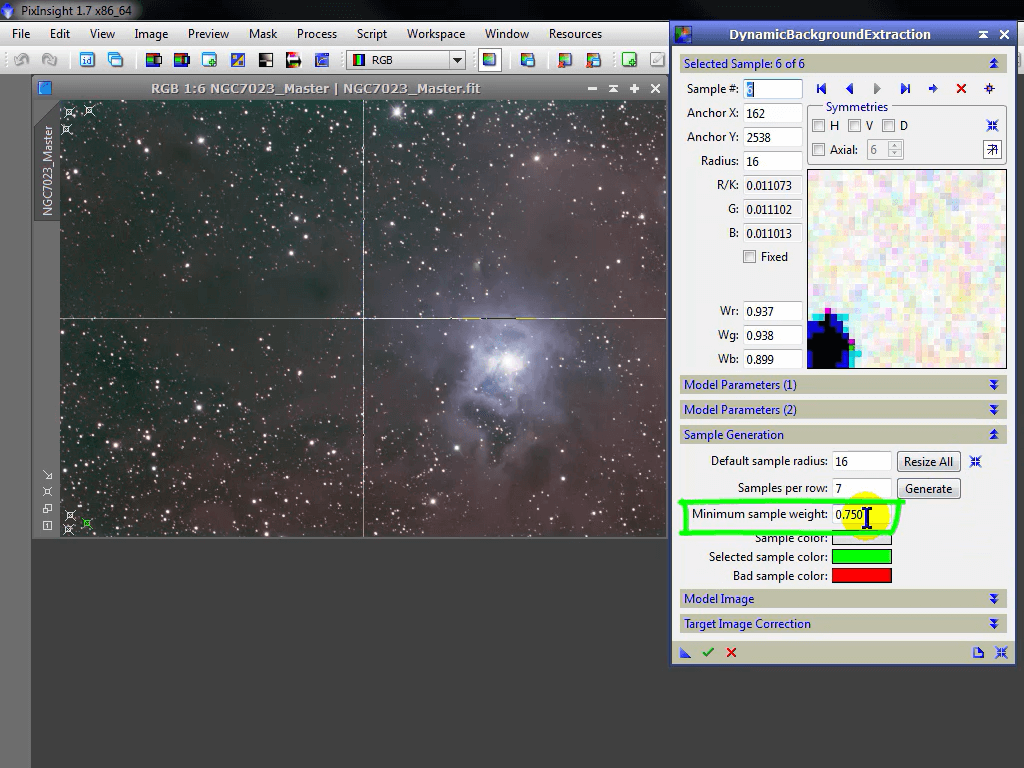 PixInsight 1.7 x86_64
File Edit View Image Preview Mask Process Script Workspace Window Resources
RGB
RGB 1:6 NGC7023_Master | NGC7023_Master.fit
NGC7023_Master
DynamicBackgroundExtraction
Selected Sample: 6 of 6
Sample #: 6
Anchor X: 162
Anchor Y: 2538
Radius: 16
R/K: 0.011073
G: 0.011102
B: 0.011013
Fixed
Symmetries
H V D
Axial: 6
Wr: 0.937
Wg: 0.938
Wb: 0.899
Model Parameters (1)
Model Parameters (2)
Sample Generation
Default sample radius: 16 Resize All
Samples per row: 7 Generate
Minimum sample weight: 0.750
Sample color:
Selected sample color:
Bad sample color:
Model Image
Target Image Correction